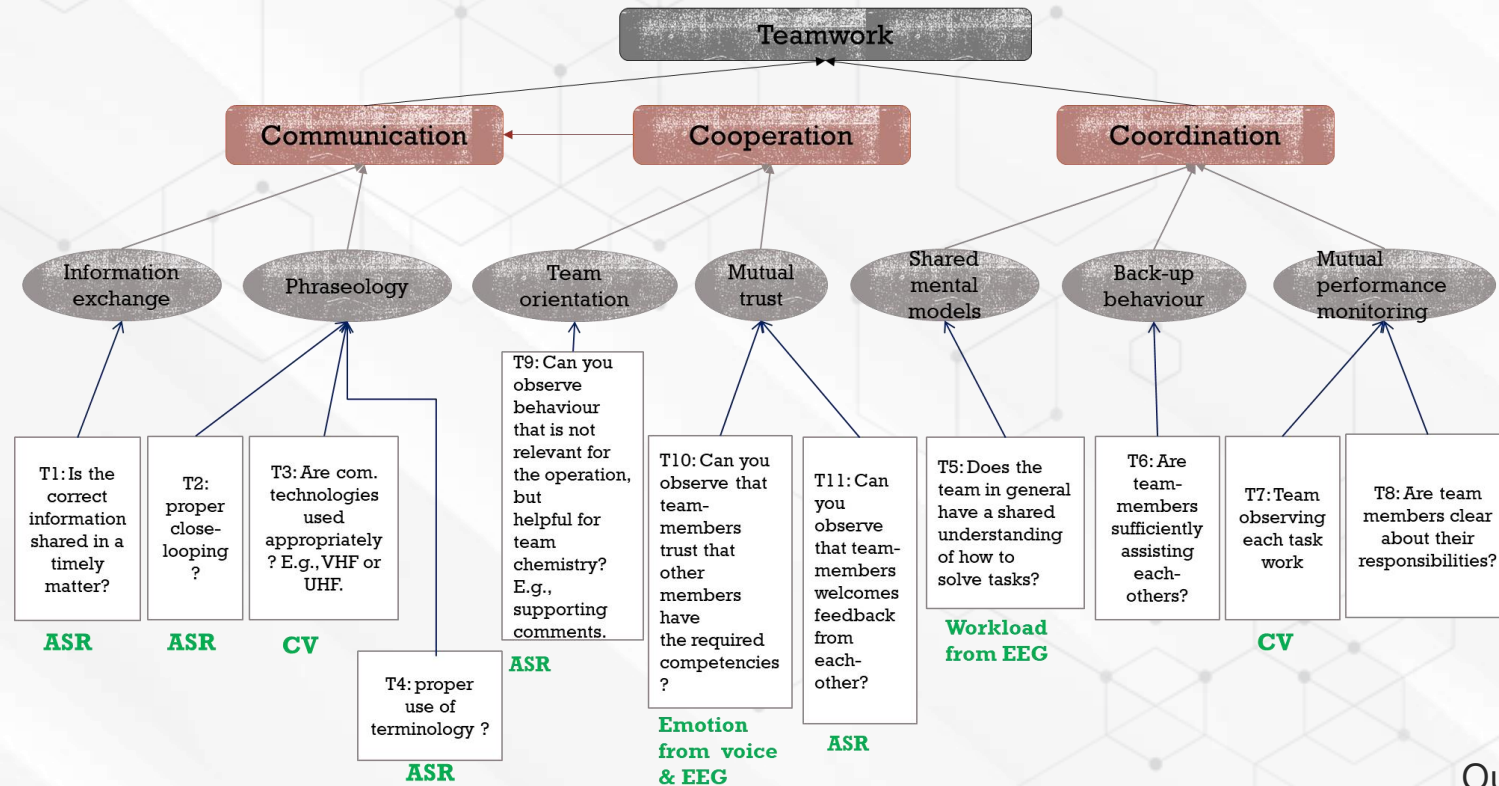 Teamwork
Communication
Cooperation
Coordination
Information
exchange
Phraseology
Team
orientation
Mutual
trust
Shared
mental
models
Back-up
behaviour
Mutual
performance
monitoring
T1: Is the
correct
information
shared in a
timely
matter?
ASR
T2:
proper
close-
looping
?
ASR
T3: Are com.
technologies
used
appropriately
? E.g., VHF or
UHF.
CV
T4: proper
use of
terminology ?
ASR
T9: Can you
observe
behaviour
that is not
relevant for
the operation,
but
helpful for
team
chemistry?
E.g.,
supporting
comments.
ASR
T10: Can you
observe that
team-
members
trust that
other
members
have
the required
competencies
?
Emotion
from voice
& EEG
T11: Can
you
observe
that team-
members
welcomes
feedback
from
each-
other?
ASR
T5: Does the
team in general
have a shared
understanding
of how to
solve tasks?
Workload
from EEG
T6: Are
team-
members
sufficiently
assisting
each-
others?
T7: Team
observing
each task
work
CV
T8: Are team
members clear
about their
responsibilities?